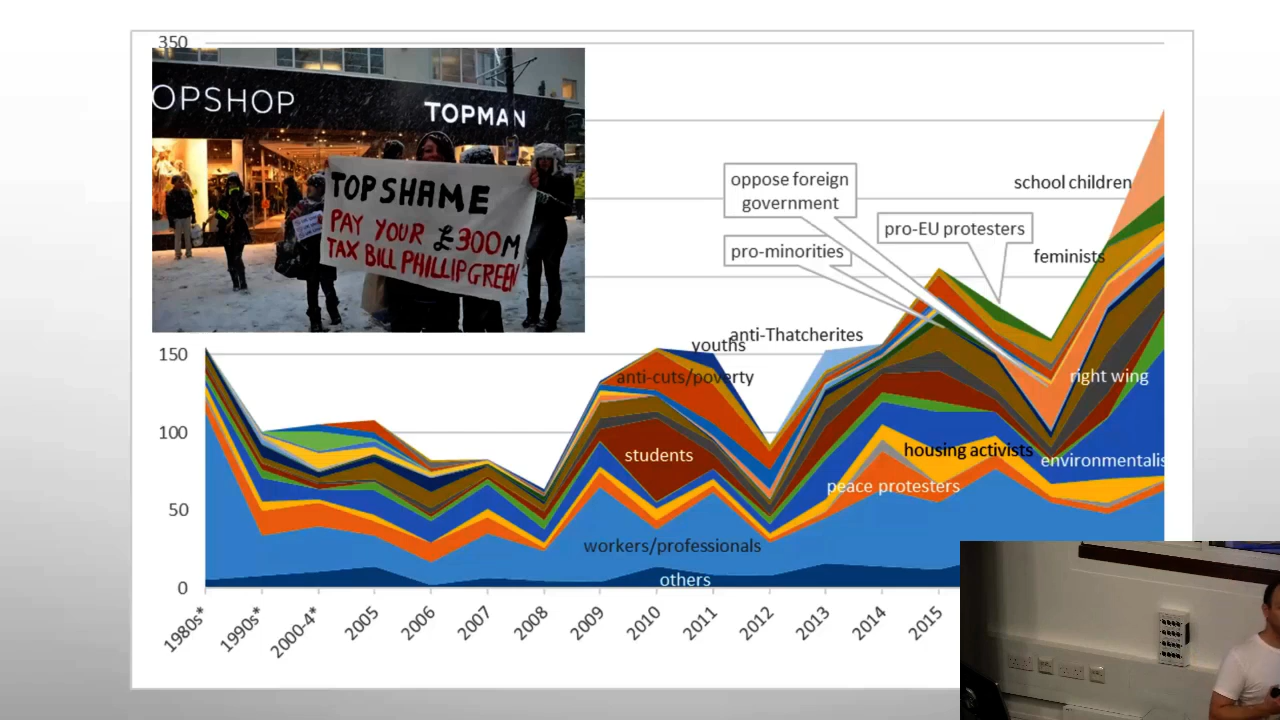 350
OPSHOP
TOPMAN
TOP SHAME
PAY YOUR £300M
TAX BILL PHILLIP GREEN
oppose foreign
government
pro-minorities
pro-EU protesters
school children
feminists
anti-Thatcherites
youths
anti-cuts/poverty
right wing
students
housing activists
environmentalis
peace protesters
workers/professionals
others
150
100
50
0
1980s*
1990s*
2000-4*
2005
2006
2007
2008
2009
2010
2011
2012
2013
2014
2015